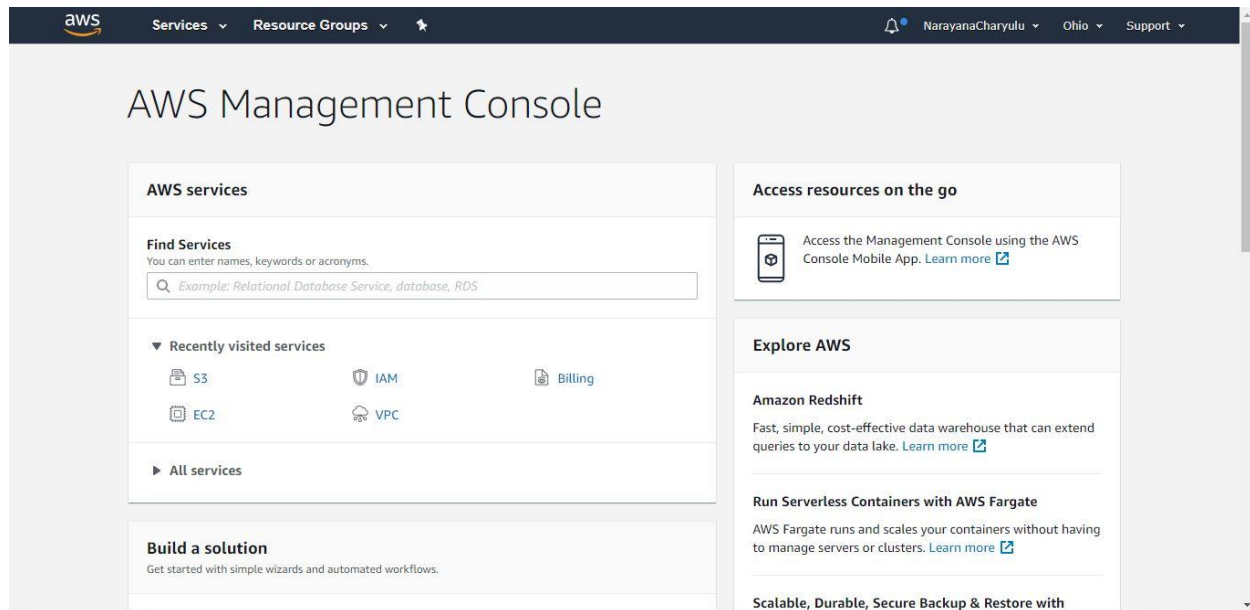 aws Services Resource Groups NarayanaCharyulu Ohio Support
AWS Management Console
AWS services
Find Services
You can enter names, keywords or acronyms.
Example: Relational Database Service, database, RDS
Recently visited services
S3 IAM Billing
EC2 VPC
All services
Build a solution
Get started with simple wizards and automated workflows.
Access resources on the go
Access the Management Console using the AWS
Console Mobile App. Learn more
Explore AWS
Amazon Redshift
Fast, simple, cost-effective data warehouse that can extend
queries to your data lake. Learn more
Run Serverless Containers with AWS Fargate
AWS Fargate runs and scales your containers without having
to manage servers or clusters. Learn more
Scalable, Durable, Secure Backup & Restore with